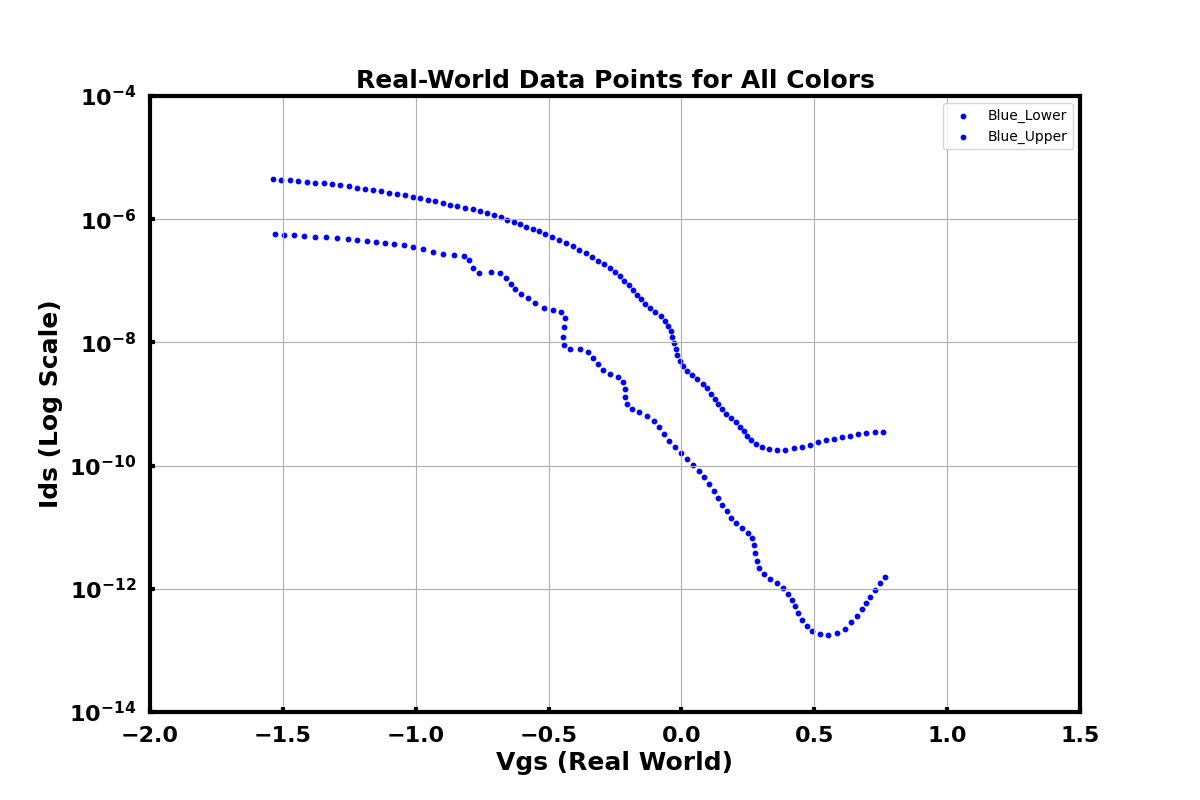 Real-World Data Points for All Colors
Blue_Lower
Blue_Upper
Ids (Log Scale)
10⁻⁴
10⁻⁶
10⁻⁸
10⁻¹⁰
10⁻¹²
10⁻¹⁴
−2.0 −1.5 −1.0 −0.5 0.0 0.5 1.0 1.5
Vgs (Real World)